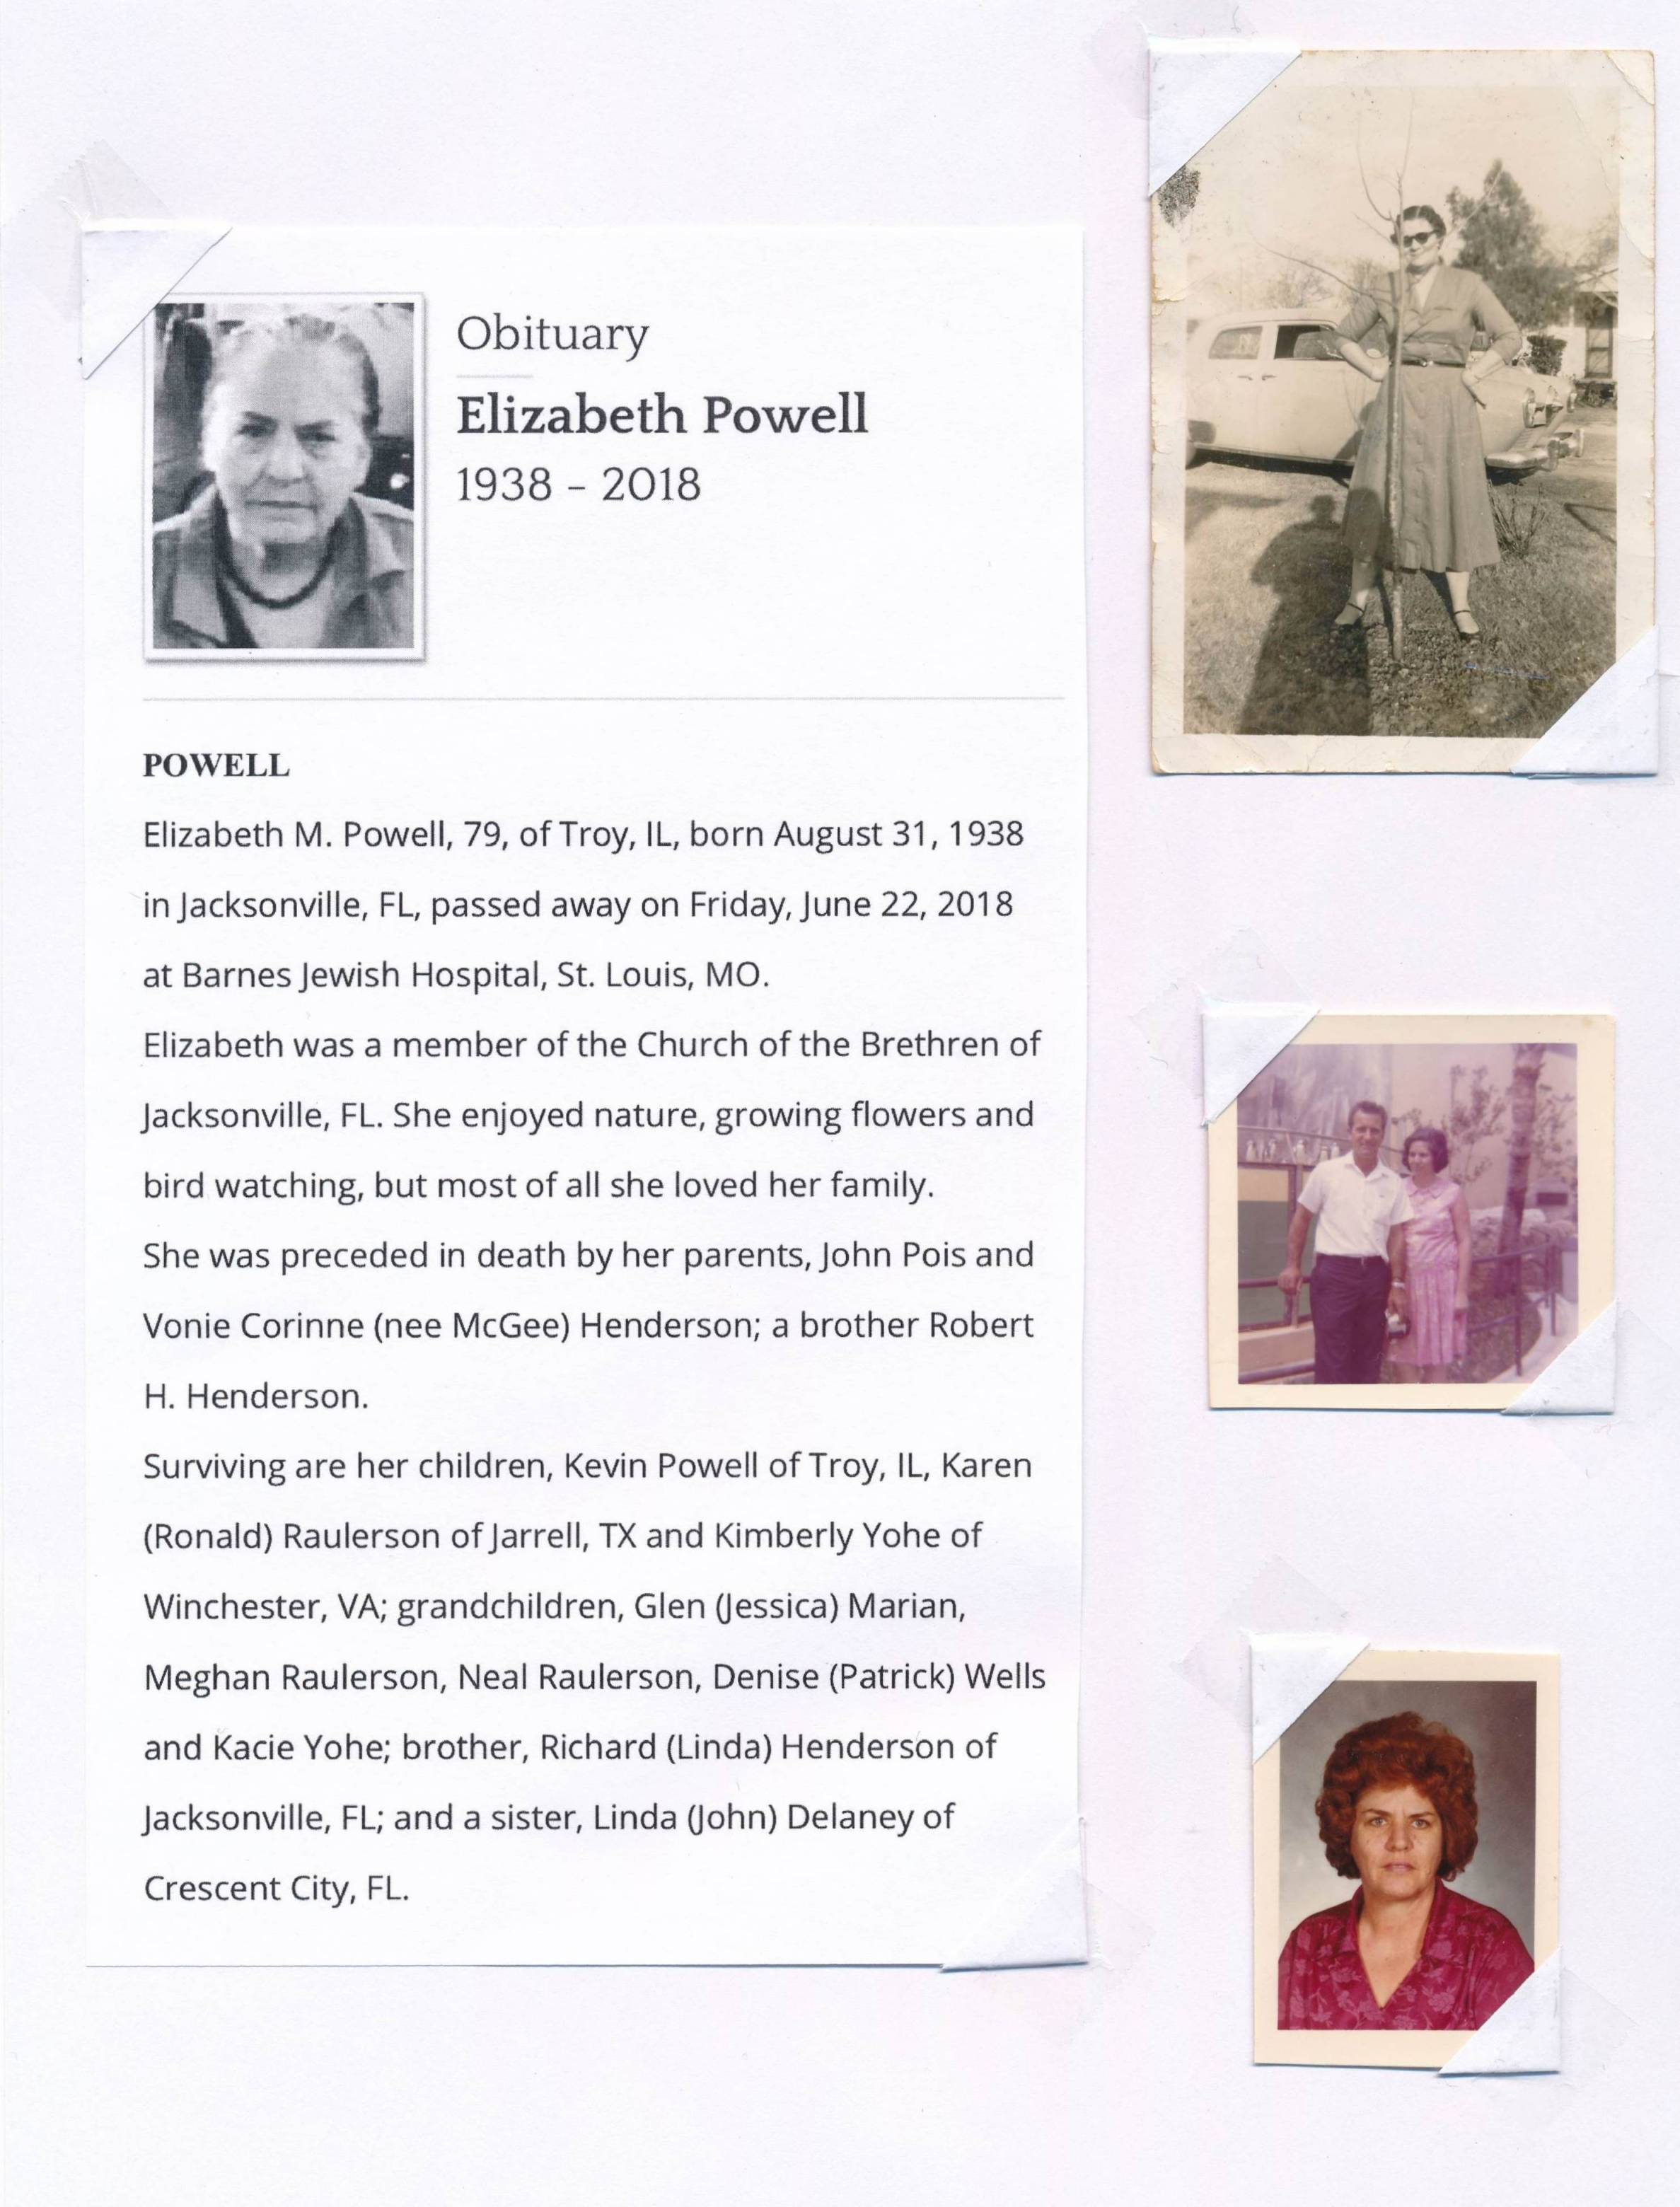 Obituary
Elizabeth Powell
1938 – 2018
POWELL
Elizabeth M. Powell, 79, of Troy, IL, born August 31, 1938
in Jacksonville, FL, passed away on Friday, June 22, 2018
at Barnes Jewish Hospital, St. Louis, MO.
Elizabeth was a member of the Church of the Brethren of
Jacksonville, FL. She enjoyed nature, growing flowers and
bird watching, but most of all she loved her family.
She was preceded in death by her parents, John Pois and
Vonie Corinne (nee McGee) Henderson; a brother Robert
H. Henderson.
Surviving are her children, Kevin Powell of Troy, IL, Karen
(Ronald) Raulerson of Jarrell, TX and Kimberly Yohe of
Winchester, VA; grandchildren, Glen (Jessica) Marian,
Meghan Raulerson, Neal Raulerson, Denise (Patrick) Wells
and Kacie Yohe; brother, Richard (Linda) Henderson of
Jacksonville, FL; and a sister, Linda (John) Delaney of
Crescent City, FL.